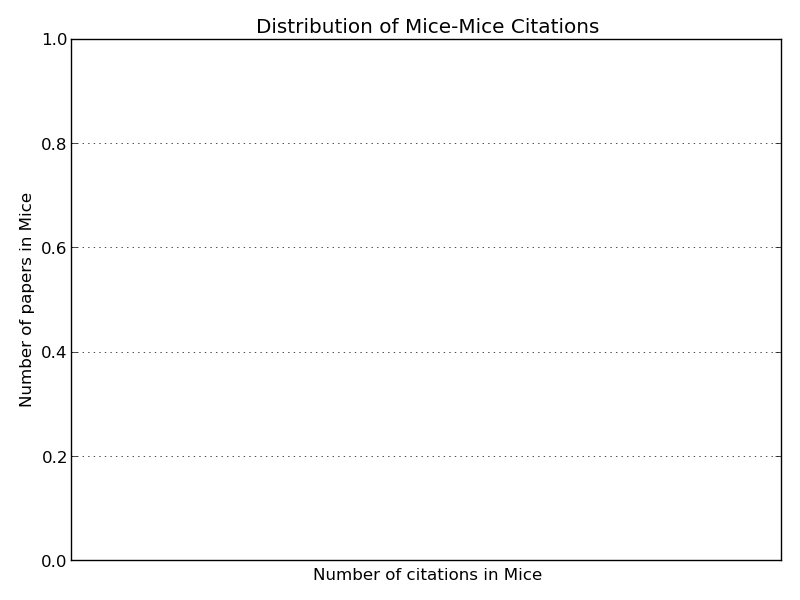 Distribution of Mice-Mice Citations
1.0
0.8
0.6
0.4
0.2
0.0
Number of papers in Mice
Number of citations in Mice